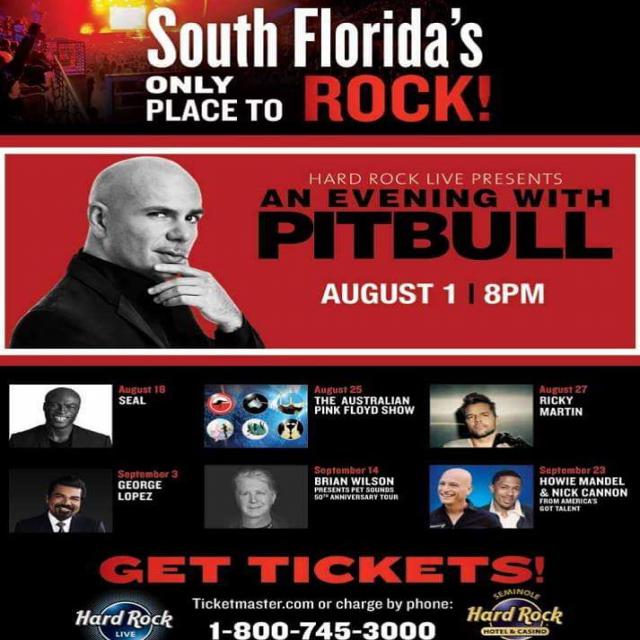 South Florida's
ONLY
PLACE TO ROCK!
HARD ROCK LIVE PRESENTS
AN EVENING WITH
PITBULL
AUGUST 1 | 8PM
August 18
SEAL
August 25
THE AUSTRALIAN
PINK FLOYD SHOW
August 27
RICKY
MARTIN
September 3
GEORGE
LOPEZ
September 14
BRIAN WILSON
PRESENTS PET SOUNDS
50TH ANNIVERSARY TOUR
September 23
HOWIE MANDEL
& NICK CANNON
FROM AMERICA'S
GOT TALENT
GET TICKETS!
Ticketmaster.com or charge by phone:
1-800-745-3000
Hard Rock
LIVE
SEMINOLE
Hard Rock
HOTEL & CASINO